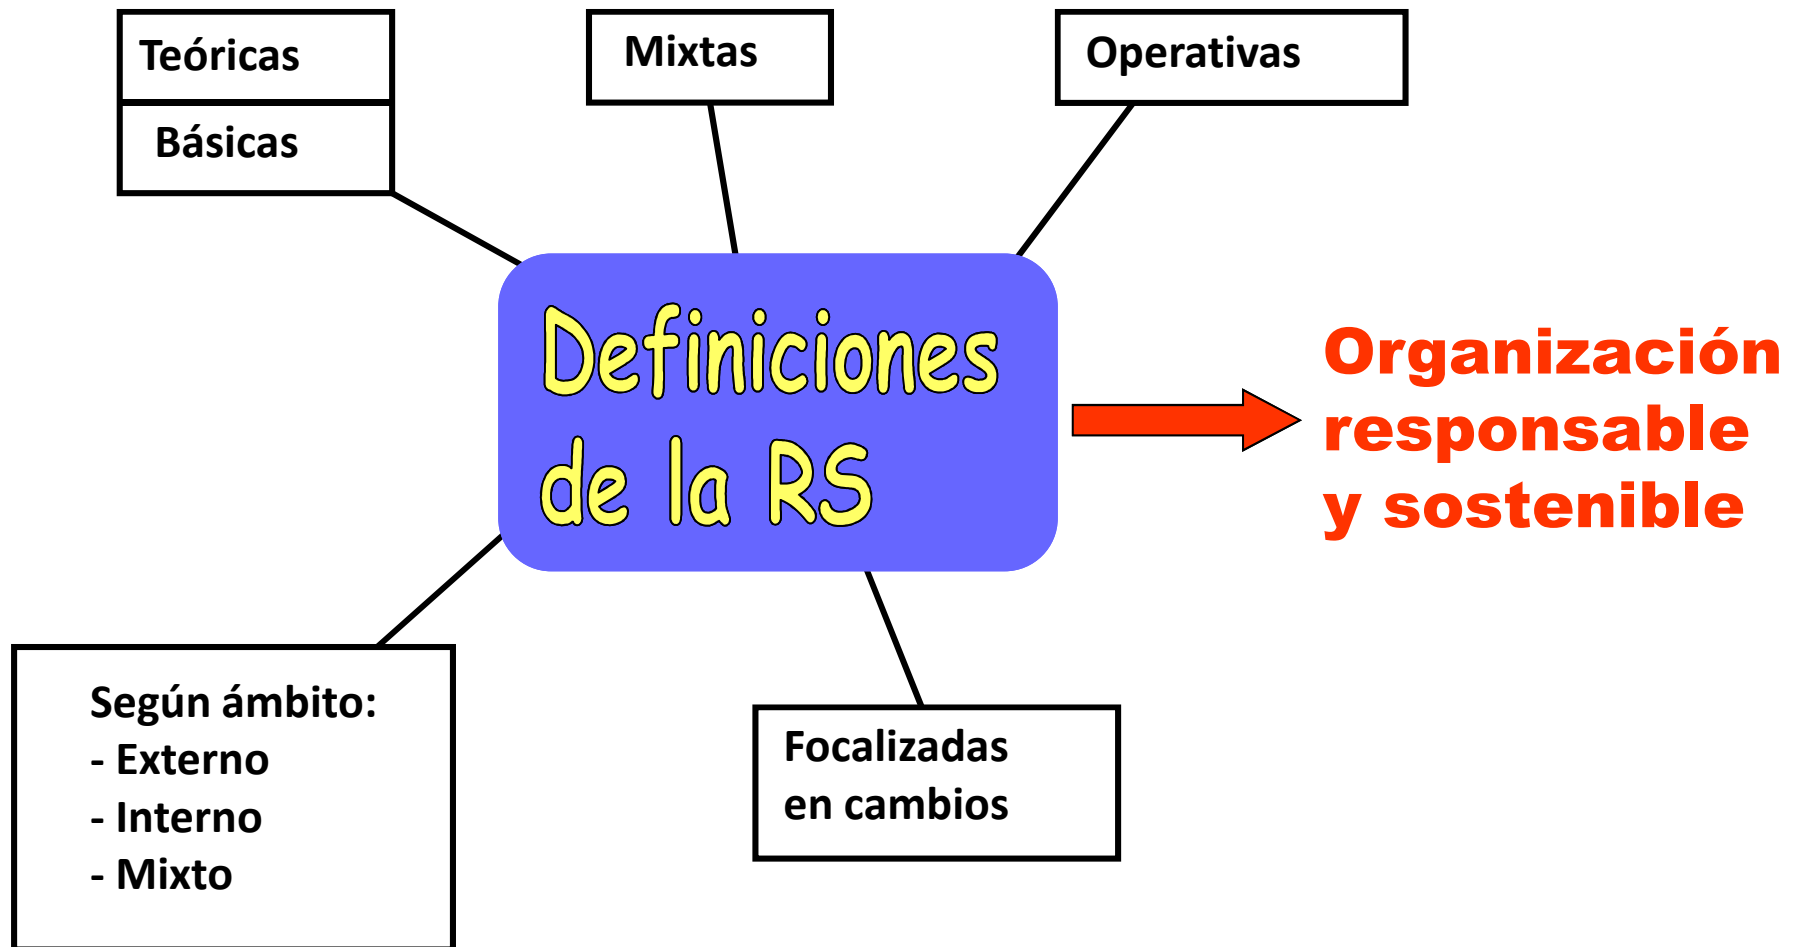 Teóricas
Básicas
Mixtas
Operativas
Definiciones
de la RS
Organización
responsable
y sostenible
Según ámbito:
- Externo
- Interno
- Mixto
Focalizadas
en cambios